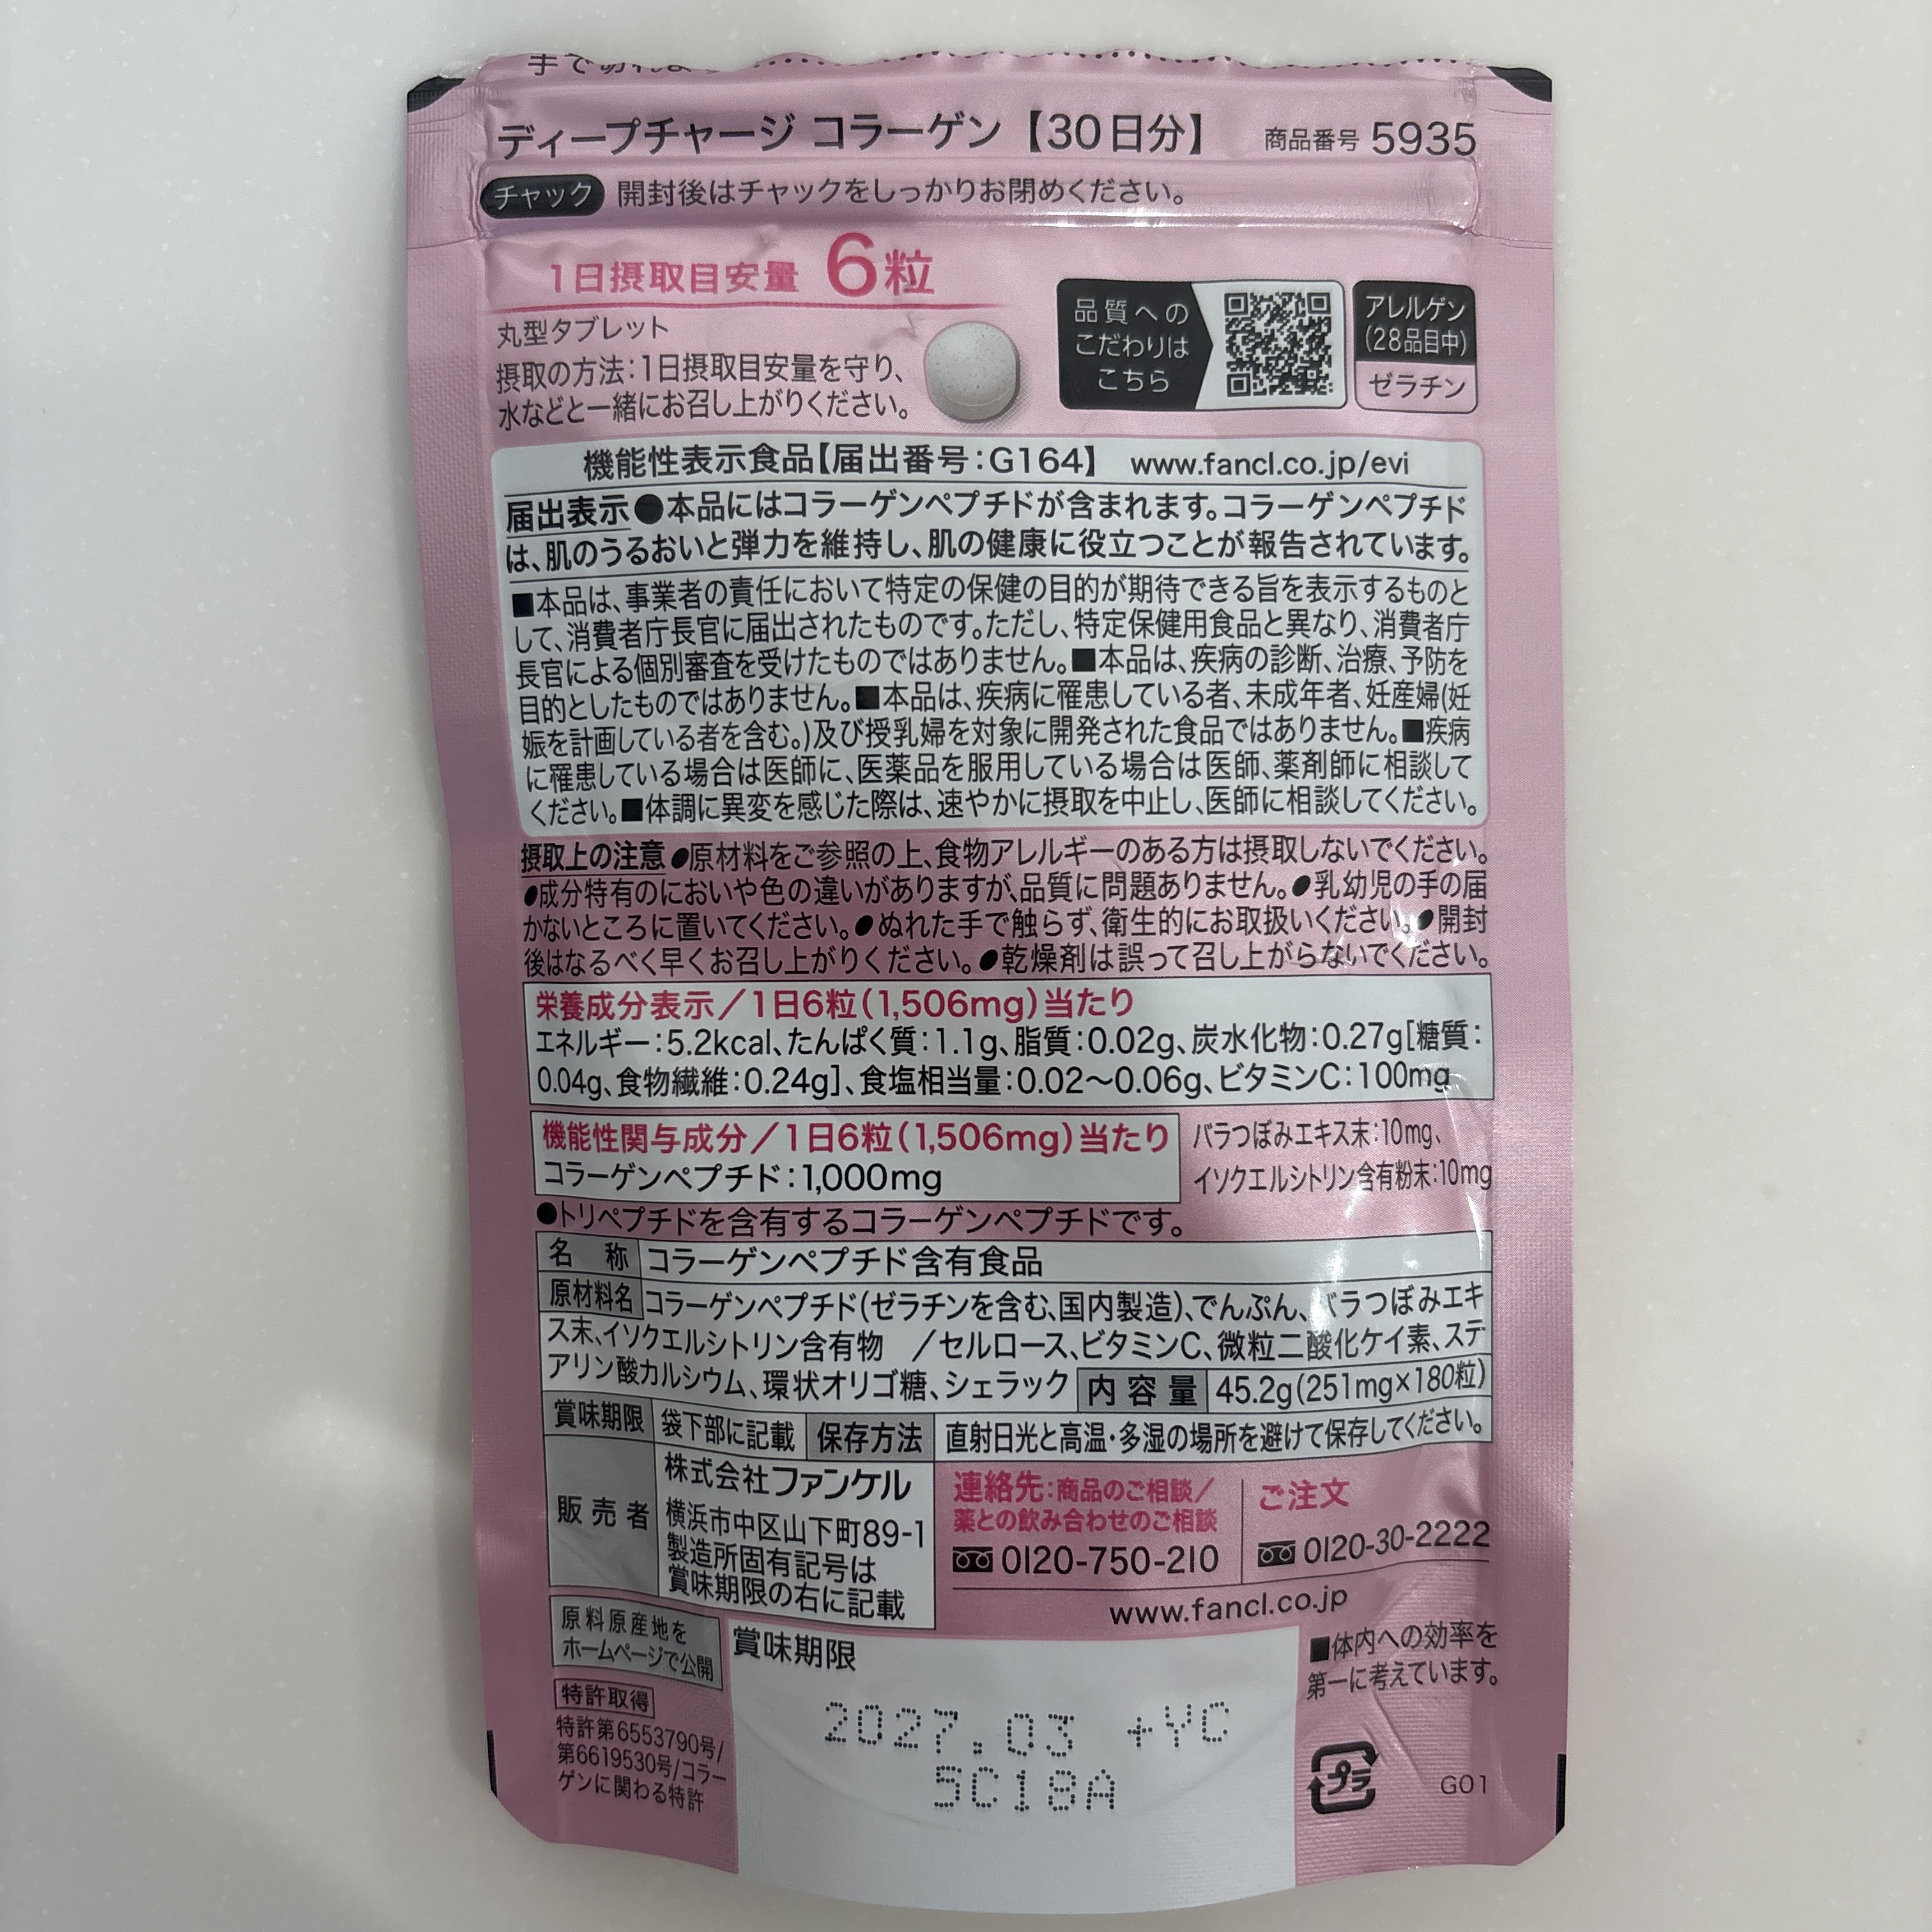 手で切れます
ディープチャージ コラーゲン【30日分】 商品番号 5935
チャック 開封後はチャックをしっかりお閉めください。
1日摂取目安量 6粒
丸型タブレット
摂取の方法:1日摂取目安量を守り、
水などと一緒にお召し上がりください。
品質への
こだわりは
こちら
アレルゲン
(28品目中)
ゼラチン
機能性表示食品【届出番号:G164】 www.fancl.co.jp/evi
届出表示●本品にはコラーゲンペプチドが含まれます。コラーゲンペプチド
は、肌のうるおいと弾力を維持し、肌の健康に役立つことが報告されています。
■本品は、事業者の責任において特定の保健の目的が期待できる旨を表示するものと
して、消費者庁長官に届出されたものです。ただし、特定保健用食品と異なり、消費者庁
長官による個別審査を受けたものではありません。■本品は、疾病の診断、治療、予防を
目的としたものではありません。■本品は、疾病に罹患している者、未成年者、妊産婦(妊
娠を計画している者を含む。)及び授乳婦を対象に開発された食品ではありません。■疾病
に罹患している場合は医師に、医薬品を服用している場合は医師、薬剤師に相談して
ください。■体調に異変を感じた際は、速やかに摂取を中止し、医師に相談してください。
摂取上の注意●原材料をご参照の上、食物アレルギーのある方は摂取しないでください。
●成分特有のにおいや色の違いがありますが、品質に問題ありません。●乳幼児の手の届
かないところに置いてください。●ぬれた手で触らず、衛生的にお取扱いください。●開封
後はなるべく早くお召し上がりください。●乾燥剤は誤って召し上がらないでください。
栄養成分表示/1日6粒(1,506mg)当たり
エネルギー:5.2kcal、たんぱく質:1.1g、脂質:0.02g、炭水化物:0.27g[糖質:
0.04g、食物繊維:0.24g]、食塩相当量:0.02〜0.06g、ビタミンC:100mg
機能性関与成分/1日6粒(1,506mg)当たり
コラーゲンペプチド:1,000mg
バラつぼみエキス末:10mg、
イソクエルシトリン含有粉末:10mg
●トリペプチドを含有するコラーゲンペプチドです。
名 称 コラーゲンペプチド含有食品
原材料名 コラーゲンペプチド(ゼラチンを含む、国内製造)、でんぷん、バラつぼみエキ
ス末、イソクエルシトリン含有物 /セルロース、ビタミンC、微粒二酸化ケイ素、ステ
アリン酸カルシウム、環状オリゴ糖、シェラック 内容量 45.2g(251mg×180粒)
賞味期限 袋下部に記載 保存方法 直射日光と高温・多湿の場所を避けて保存してください。
販売者
株式会社ファンケル
横浜市中区山下町89-1
製造所固有記号は
賞味期限の右に記載
連絡先:商品のご相談/
薬との飲み合わせのご相談
0120-750-210
ご注文
0120-30-2222
www.fancl.co.jp
原料原産地を
ホームページで公開
特許取得
特許第6553790号/
第6619530号/コラー
ゲンに関わる特許
賞味期限
2027.03 +YC
5C18A
■体内への効率を
第一に考えています。
プラ
G01